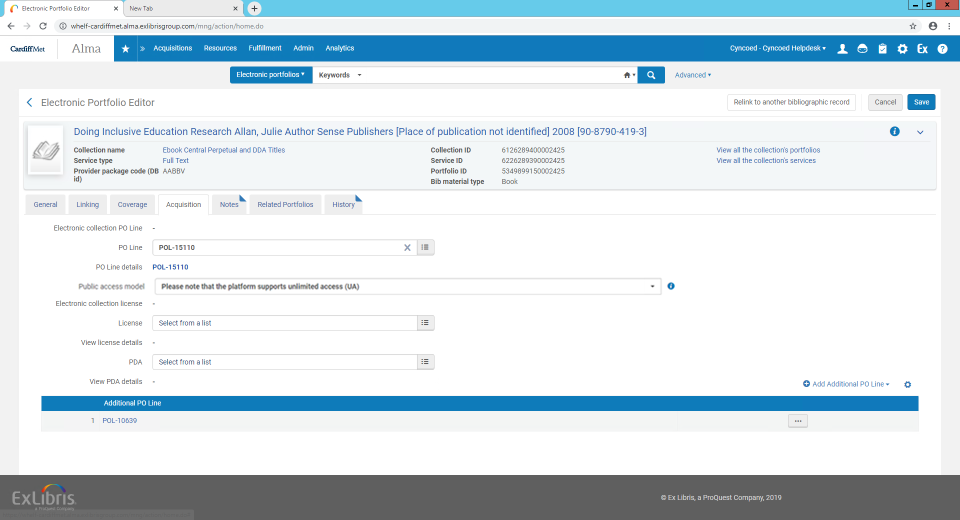 Electronic Portfolio Editor
New Tab
whelf-cardiffmet.alma.exlibrisgroup.com/mng/action/home.do
CardiffMet
Alma
Acquisitions
Resources
Fulfillment
Admin
Analytics
Cyncoed - Cyncoed Helpdesk
Ex
Electronic portfolios
Keywords
Advanced
Electronic Portfolio Editor
Relink to another bibliographic record
Cancel
Save
Doing Inclusive Education Research Allan, Julie Author Sense Publishers [Place of publication not identified] 2008 [90-8790-419-3]
Collection name Ebook Central Perpetual and DDA Titles
Service type Full Text
Provider package code (DB id) AABBV
Collection ID 6126289400002425
Service ID 6226289390002425
Portfolio ID 5349899150002425
Bib material type Book
View all the collection's portfolios
View all the collection's services
General
Linking
Coverage
Acquisition
Notes
Related Portfolios
History
Electronic collection PO Line -
PO Line POL-15110
PO Line details POL-15110
Public access model Please note that the platform supports unlimited access (UA)
Electronic collection license -
License Select from a list
View license details -
PDA Select from a list
View PDA details -
Add Additional PO Line
Additional PO Line
1 POL-10639
ExLibris
a ProQuest Company
© Ex Libris, a ProQuest Company, 2019